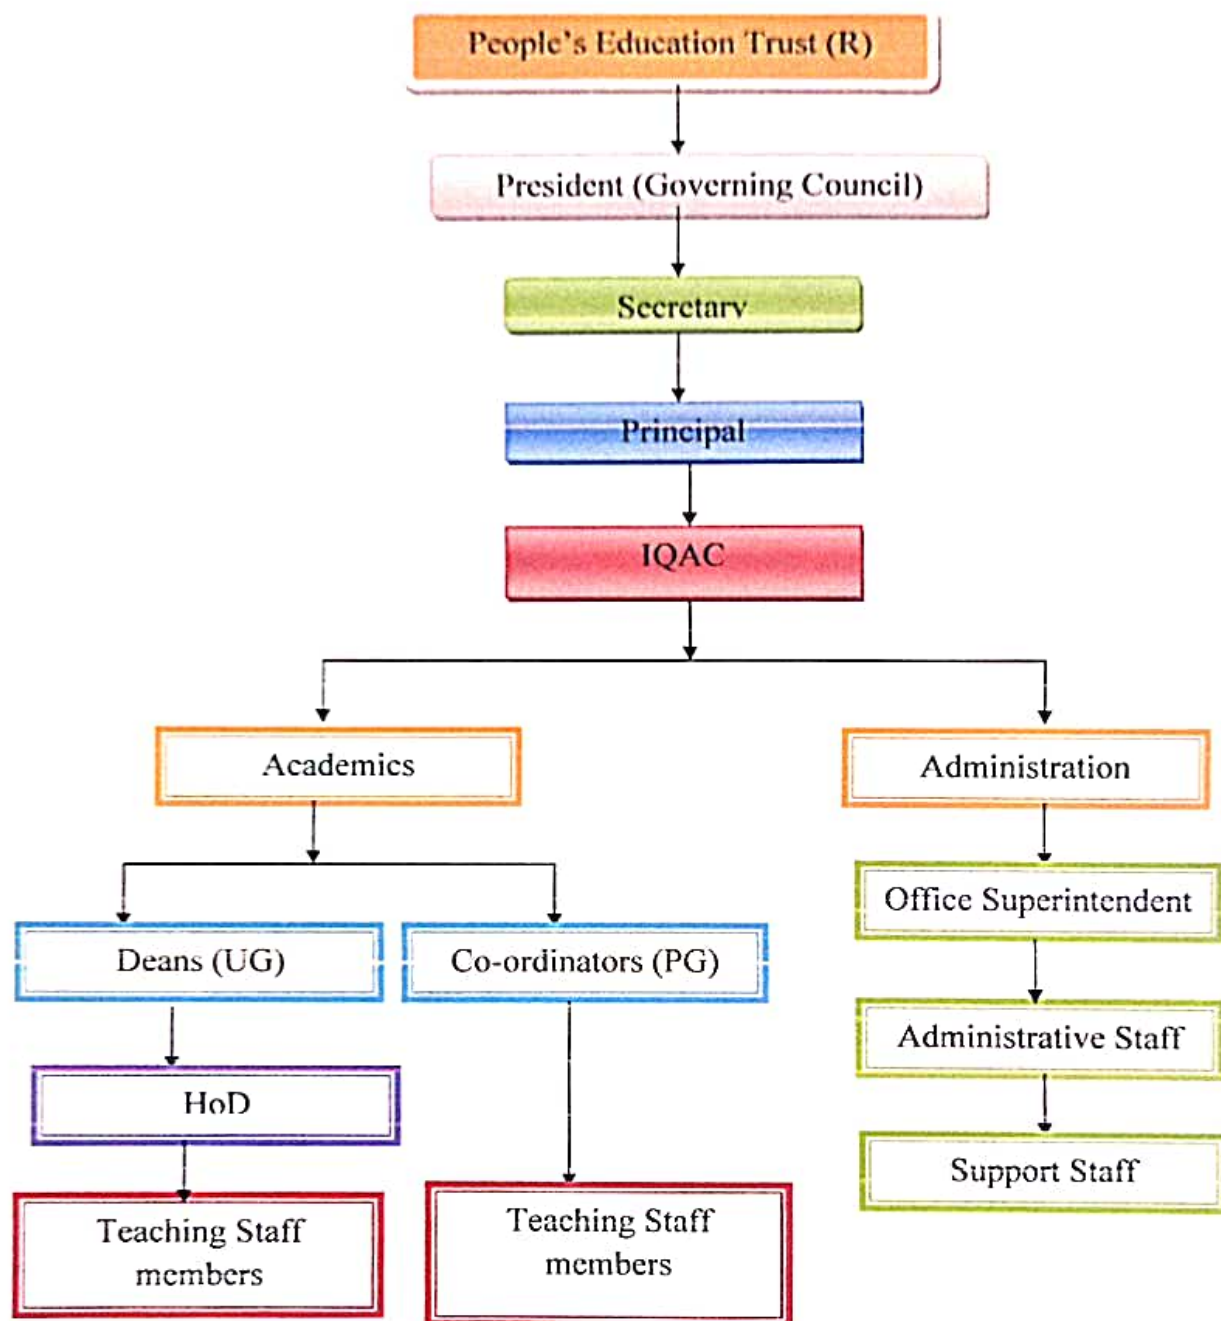 People's Education Trust (R)
President (Governing Council)
Secretary
Principal
IQAC
Academics
Administration
Deans (UG)
Co-ordinators (PG)
Office Superintendent
HoD
Administrative Staff
Teaching Staff
members
Teaching Staff
members
Support Staff